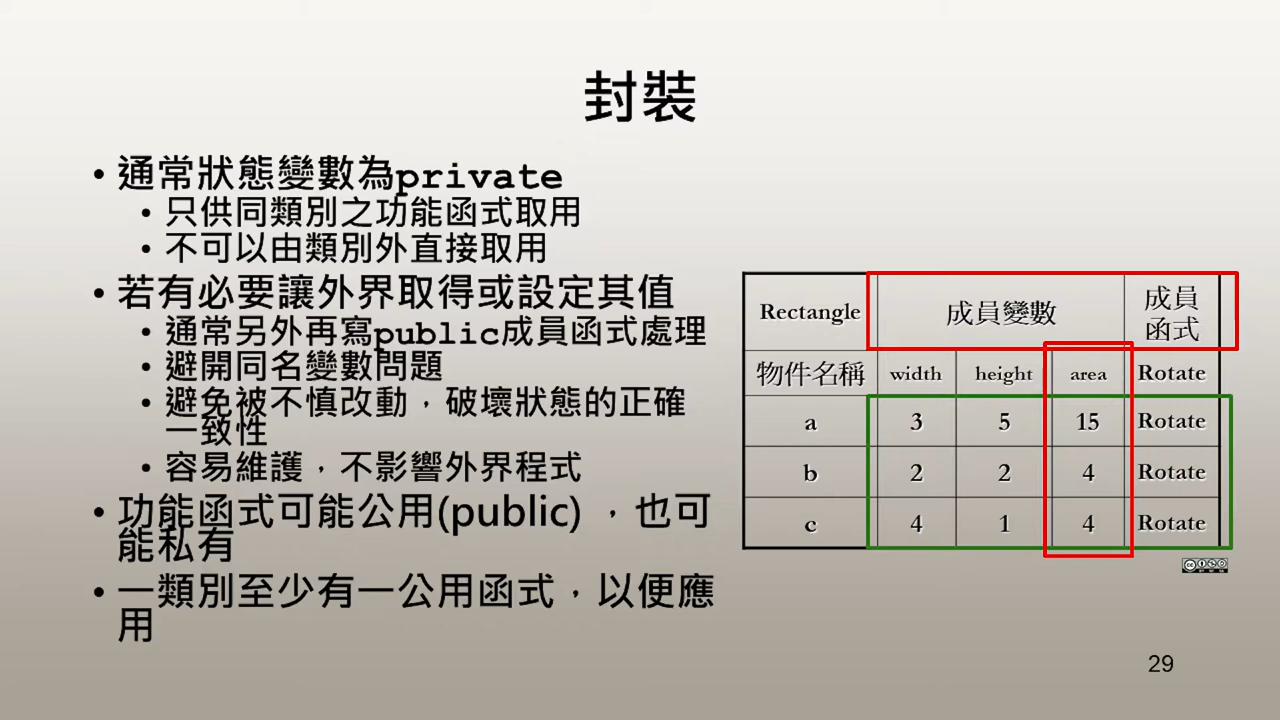 封裝
• 通常狀態變數為private
• 只供同類別之功能函式取用
• 不可以由類別外直接取用
• 若有必要讓外界取得或設定其值
• 通常另外再寫public成員函式處理
• 避開同名變數問題
• 避免被不慎改動，破壞狀態的正確
一致性
• 容易維護，不影響外界程式
• 功能函式可能公用(public) ，也可
能私有
• 一類別至少有一公用函式，以便應
用
Rectangle 成員變數 成員
函式
物件名稱 width height area Rotate
a 3 5 15 Rotate
b 2 2 4 Rotate
c 4 1 4 Rotate
29